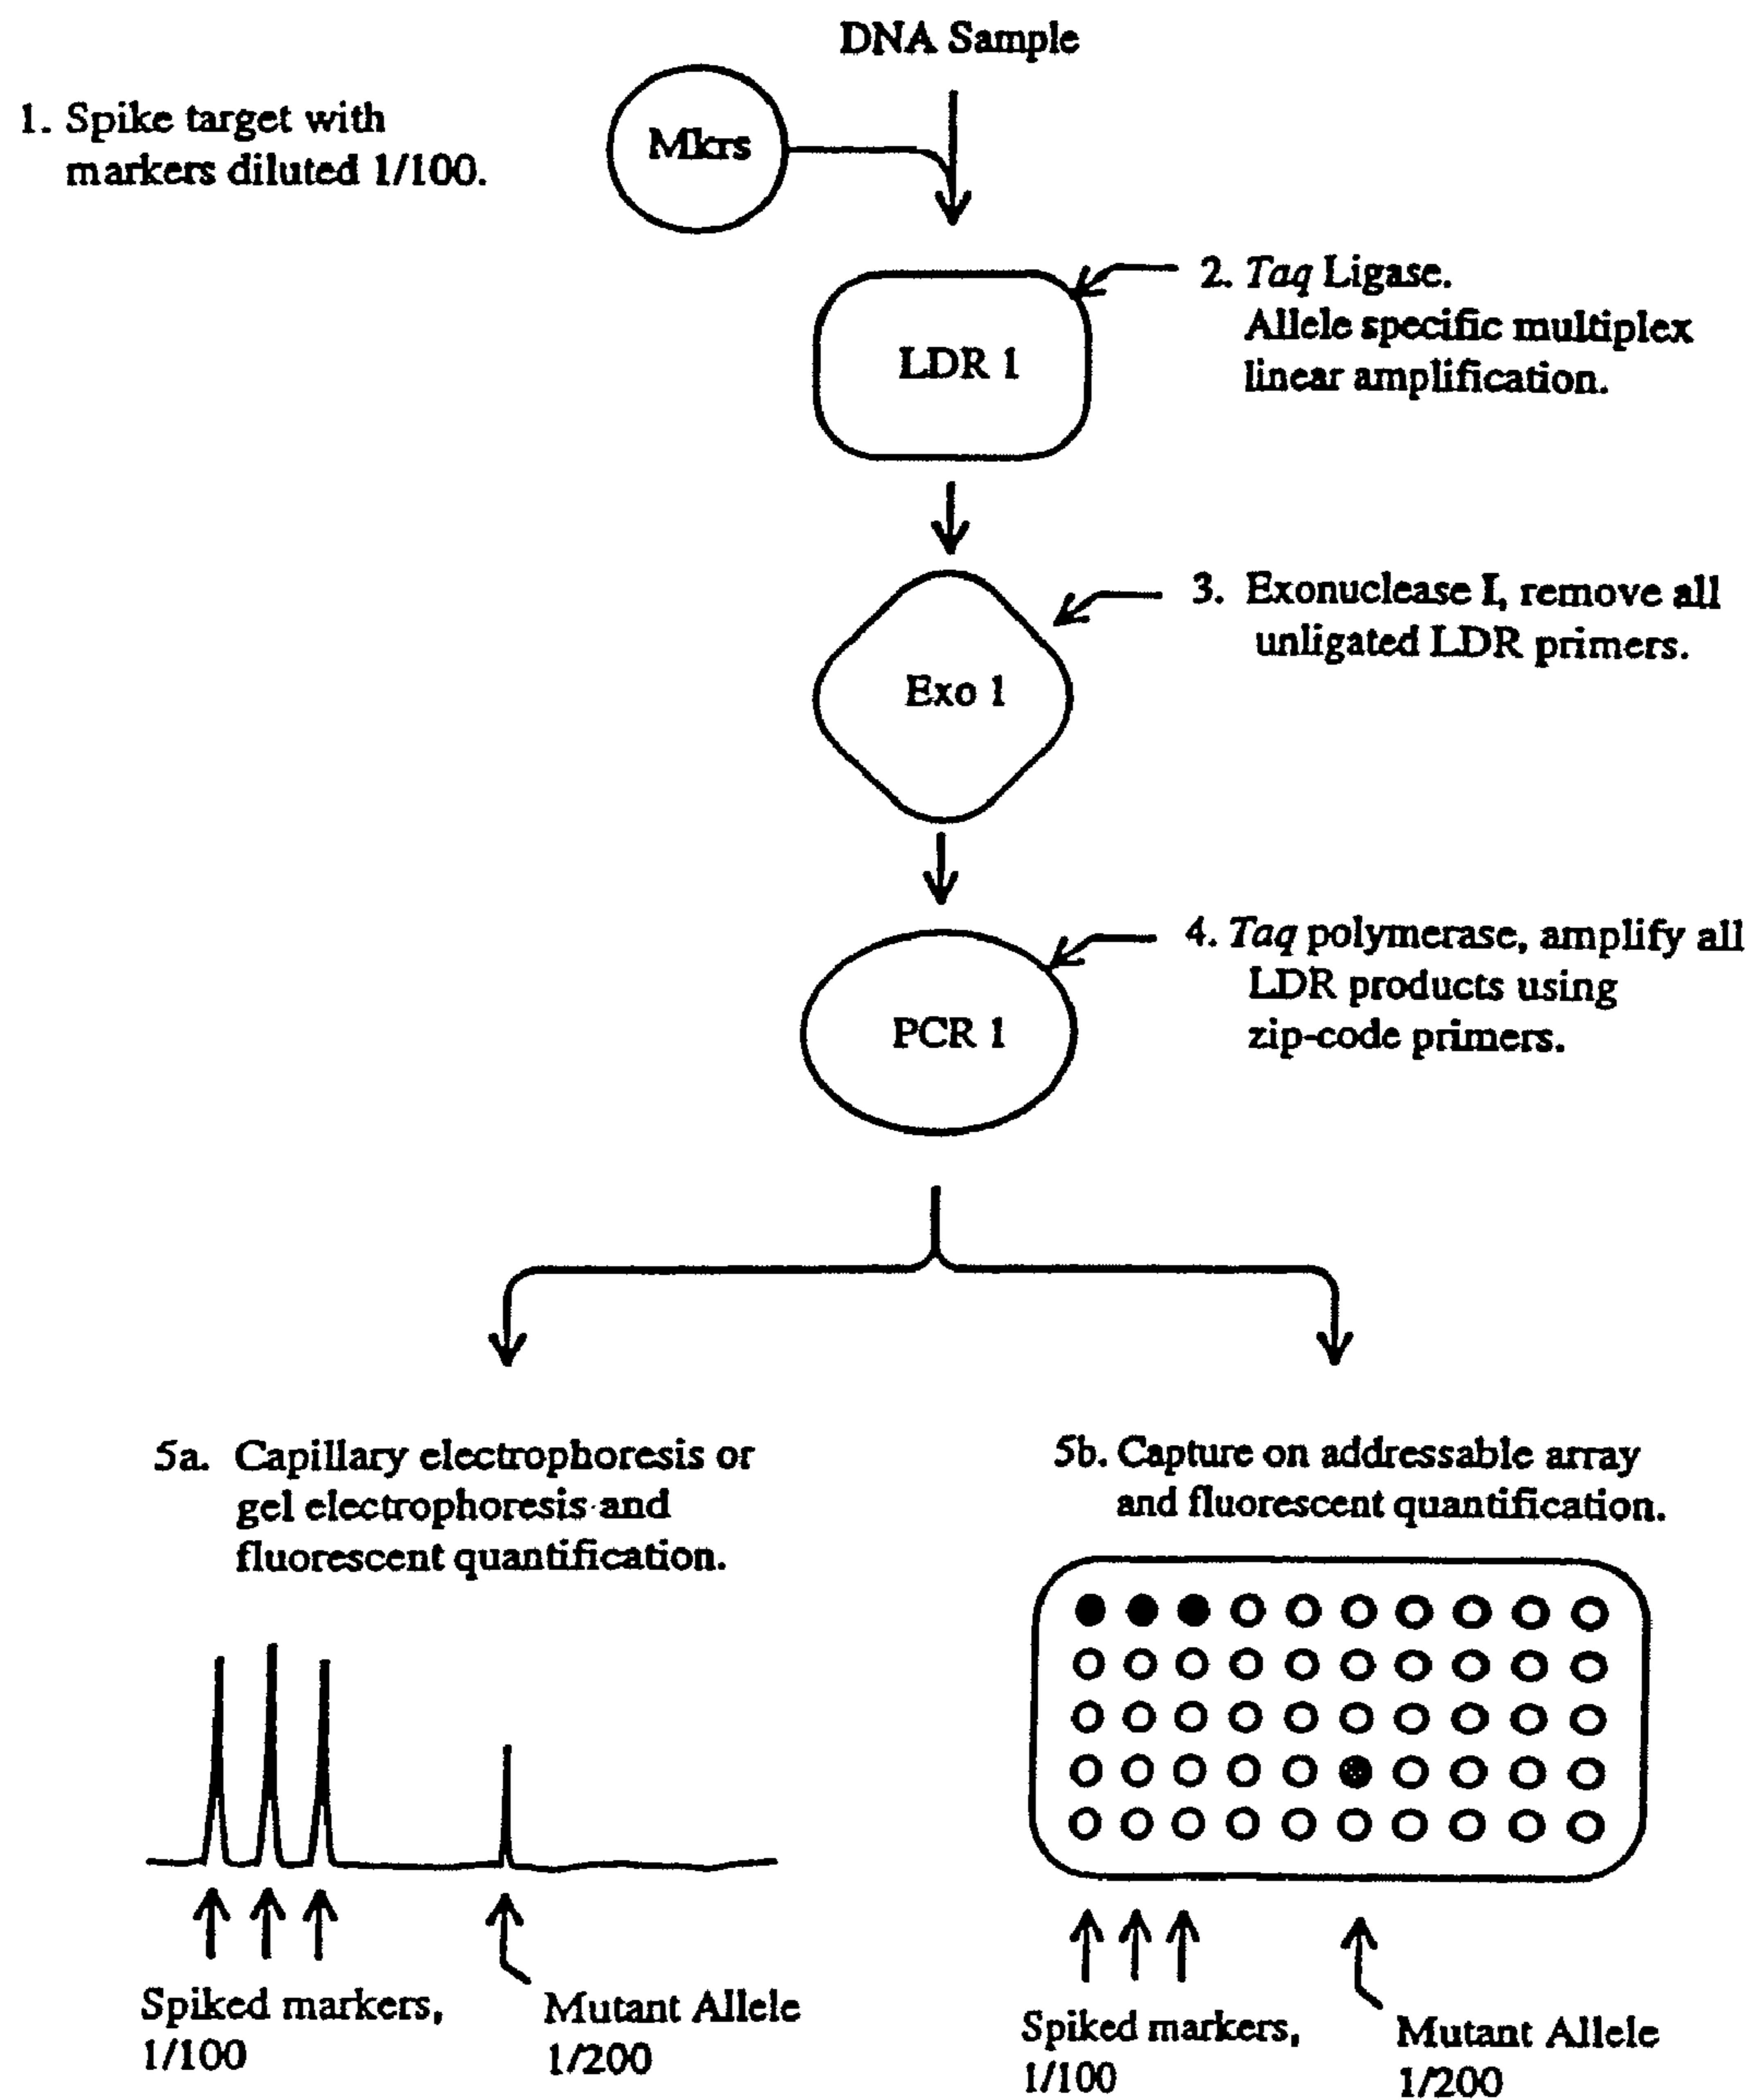 DNA Sample
1. Spike target with
markers diluted 1/100.
Mkrs
2. Taq Ligase.
Allele specific multiplex
linear amplification.
LDR 1
3. Exonuclease I, remove all
unligated LDR primers.
Exo 1
4. Taq polymerase, amplify all
LDR products using
zip-code primers.
PCR 1
5a. Capillary electrophoresis or
gel electrophoresis and
fluorescent quantification.
5b. Capture on addressable array
and fluorescent quantification.
Spiked markers,
1/100
Mutant Allele
1/200
Spiked markers,
1/100
Mutant Allele
1/200